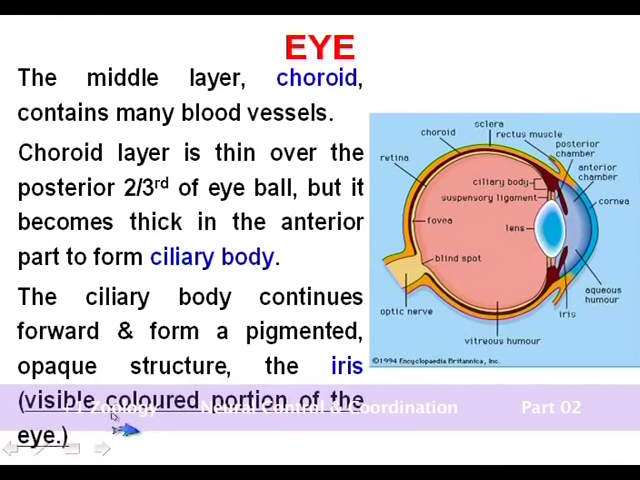 EYE
The middle layer, choroid,
contains many blood vessels.
Choroid layer is thin over the
posterior 2/3rd of eye ball, but it
becomes thick in the anterior
part to form ciliary body.
The ciliary body continues
forward & form a pigmented,
opaque structure, the iris
(visible coloured portion of the
eye.)
sclera
choroid
rectus muscle
posterior
chamber
retina
anterior
chamber
ciliary body
suspensory ligament
cornea
fovea
lens
blind spot
aqueous
humour
optic nerve
iris
vitreous humour
©1994 Encyclopaedia Britannica, Inc.
Zoology Neural Control & Coordination Part 02